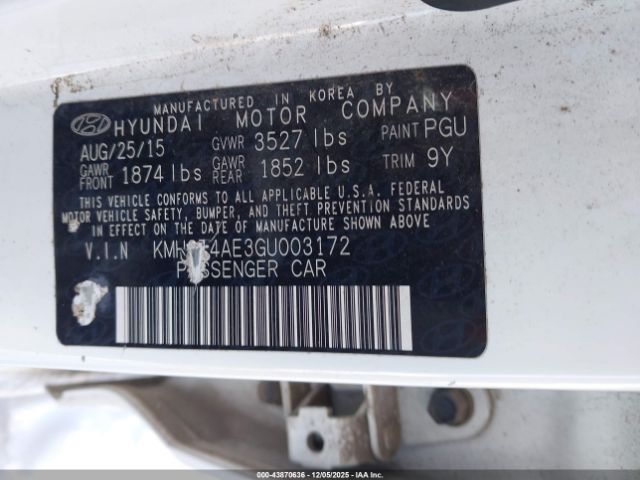 MANUFACTURED IN KOREA BY
HYUNDAI MOTOR COMPANY
AUG/25/15 GVWR 3527 lbs PAINT PGU
GAWR FRONT 1874 lbs GAWR REAR 1852 lbs TRIM 9Y
THIS VEHICLE CONFORMS TO ALL APPLICABLE U.S.A. FEDERAL
MOTOR VEHICLE SAFETY, BUMPER, AND THEFT PREVENTION STANDARDS
IN EFFECT ON THE DATE OF MANUFACTURE SHOWN ABOVE
V.I.N
PASSENGER CAR
00-43870636 - 12/05/2025 - IAA Inc.